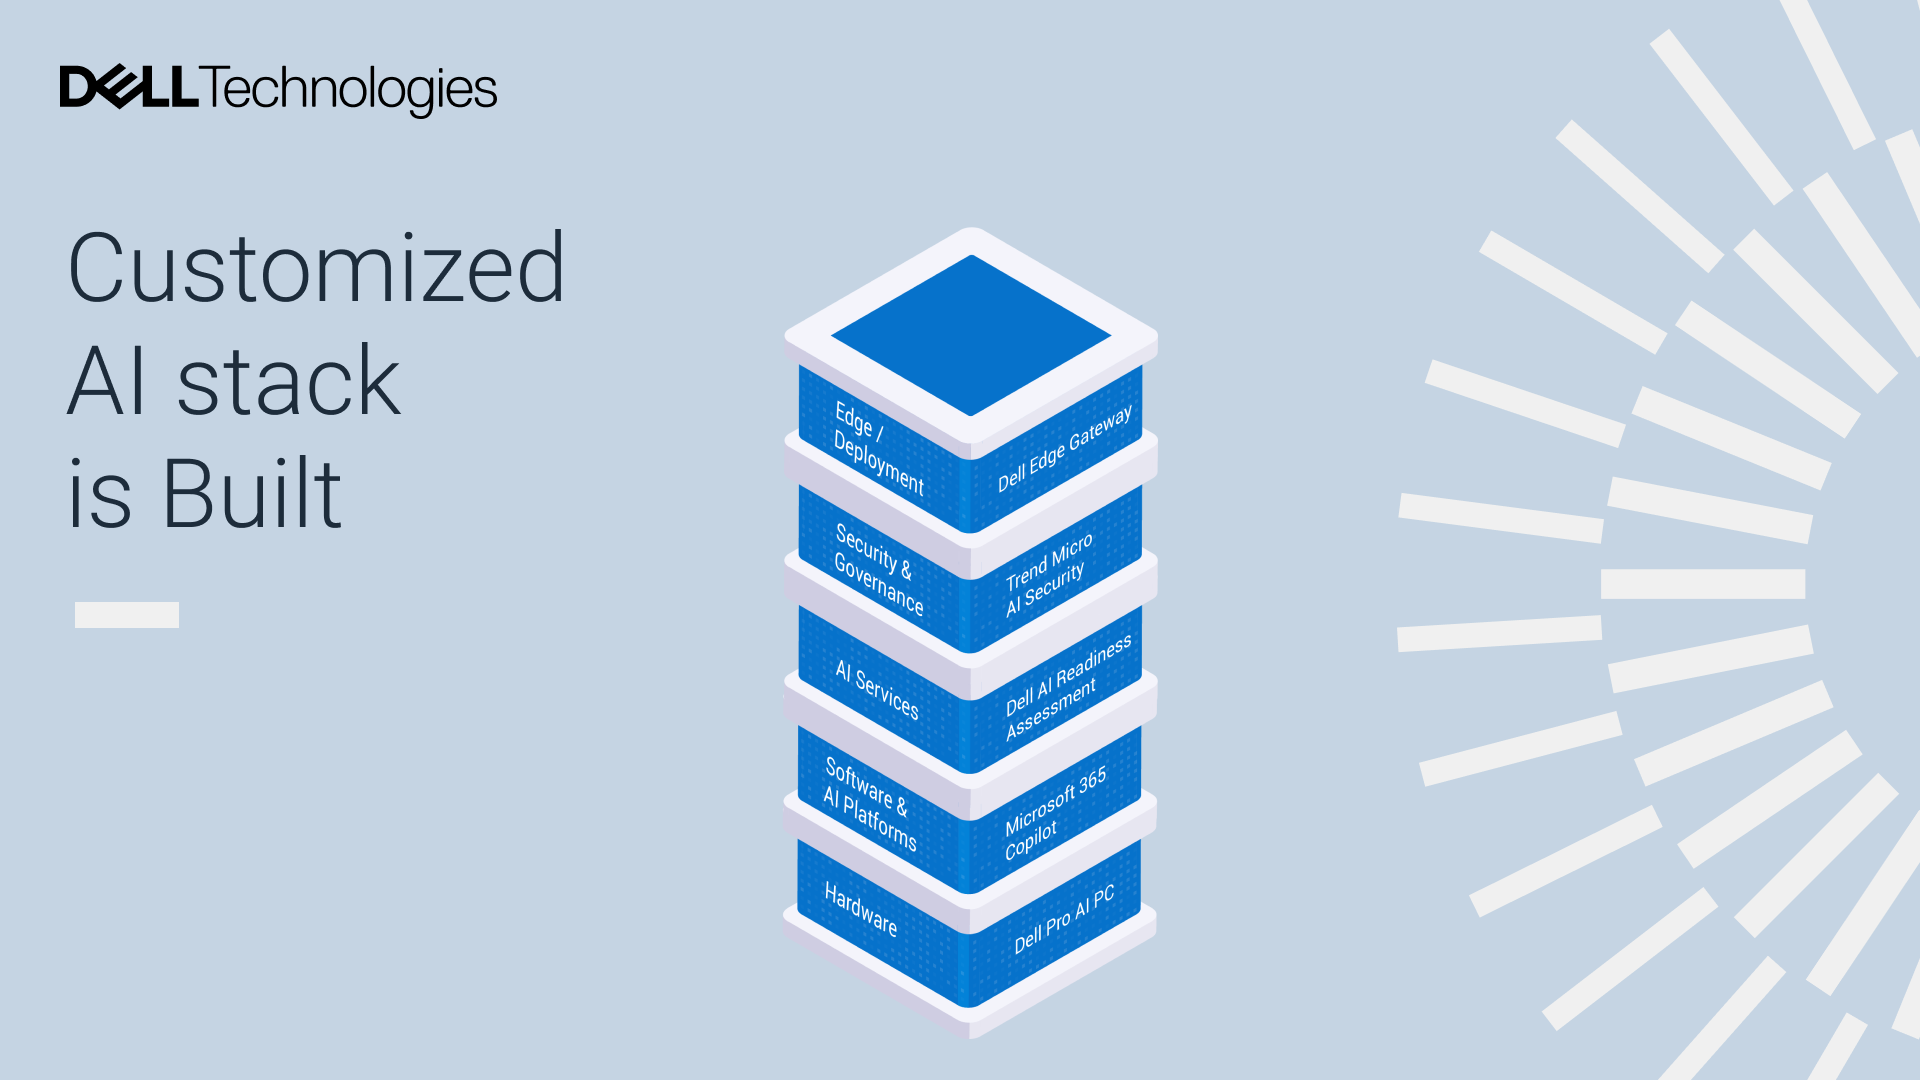 DELL Technologies
Customized
AI stack
is Built
Edge /
Deployment
Dell Edge Gateway
Security &
Governance
Trend Micro
AI Security
AI Services
Dell AI Readiness
Assessment
Software &
AI Platforms
Microsoft 365
Copilot
Hardware
Dell Pro AI PC